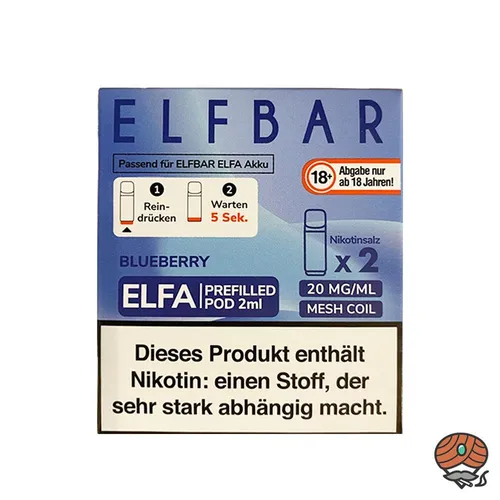 ELFBAR
Passend für ELFBAR ELFA Akku
18+
Abgabe nur
ab 18 Jahren!
1
Rein-
drücken
2
Warten
5 Sek.
Nikotinsalz
x 2
BLUEBERRY
ELFA
PREFILLED
POD 2ml
20 MG/ML
MESH COIL
Dieses Produkt enthält
Nikotin: einen Stoff, der
sehr stark abhängig macht.